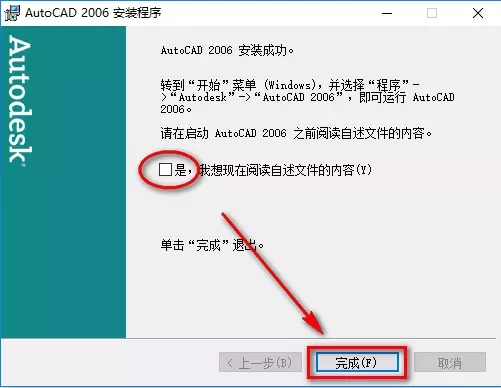 AutoCAD 2006 安装程序
Autodesk
AutoCAD 2006 安装成功。
转到“开始”菜单 (Windows),并选择“程序”-
>“Autodesk”->“AutoCAD 2006”,即可运行 AutoCAD
2006。
请在启动 AutoCAD 2006 之前阅读自述文件的内容。
是,我想现在阅读自述文件的内容(Y)
单击“完成”退出。
< 上一步(B)
完成(F)
取消